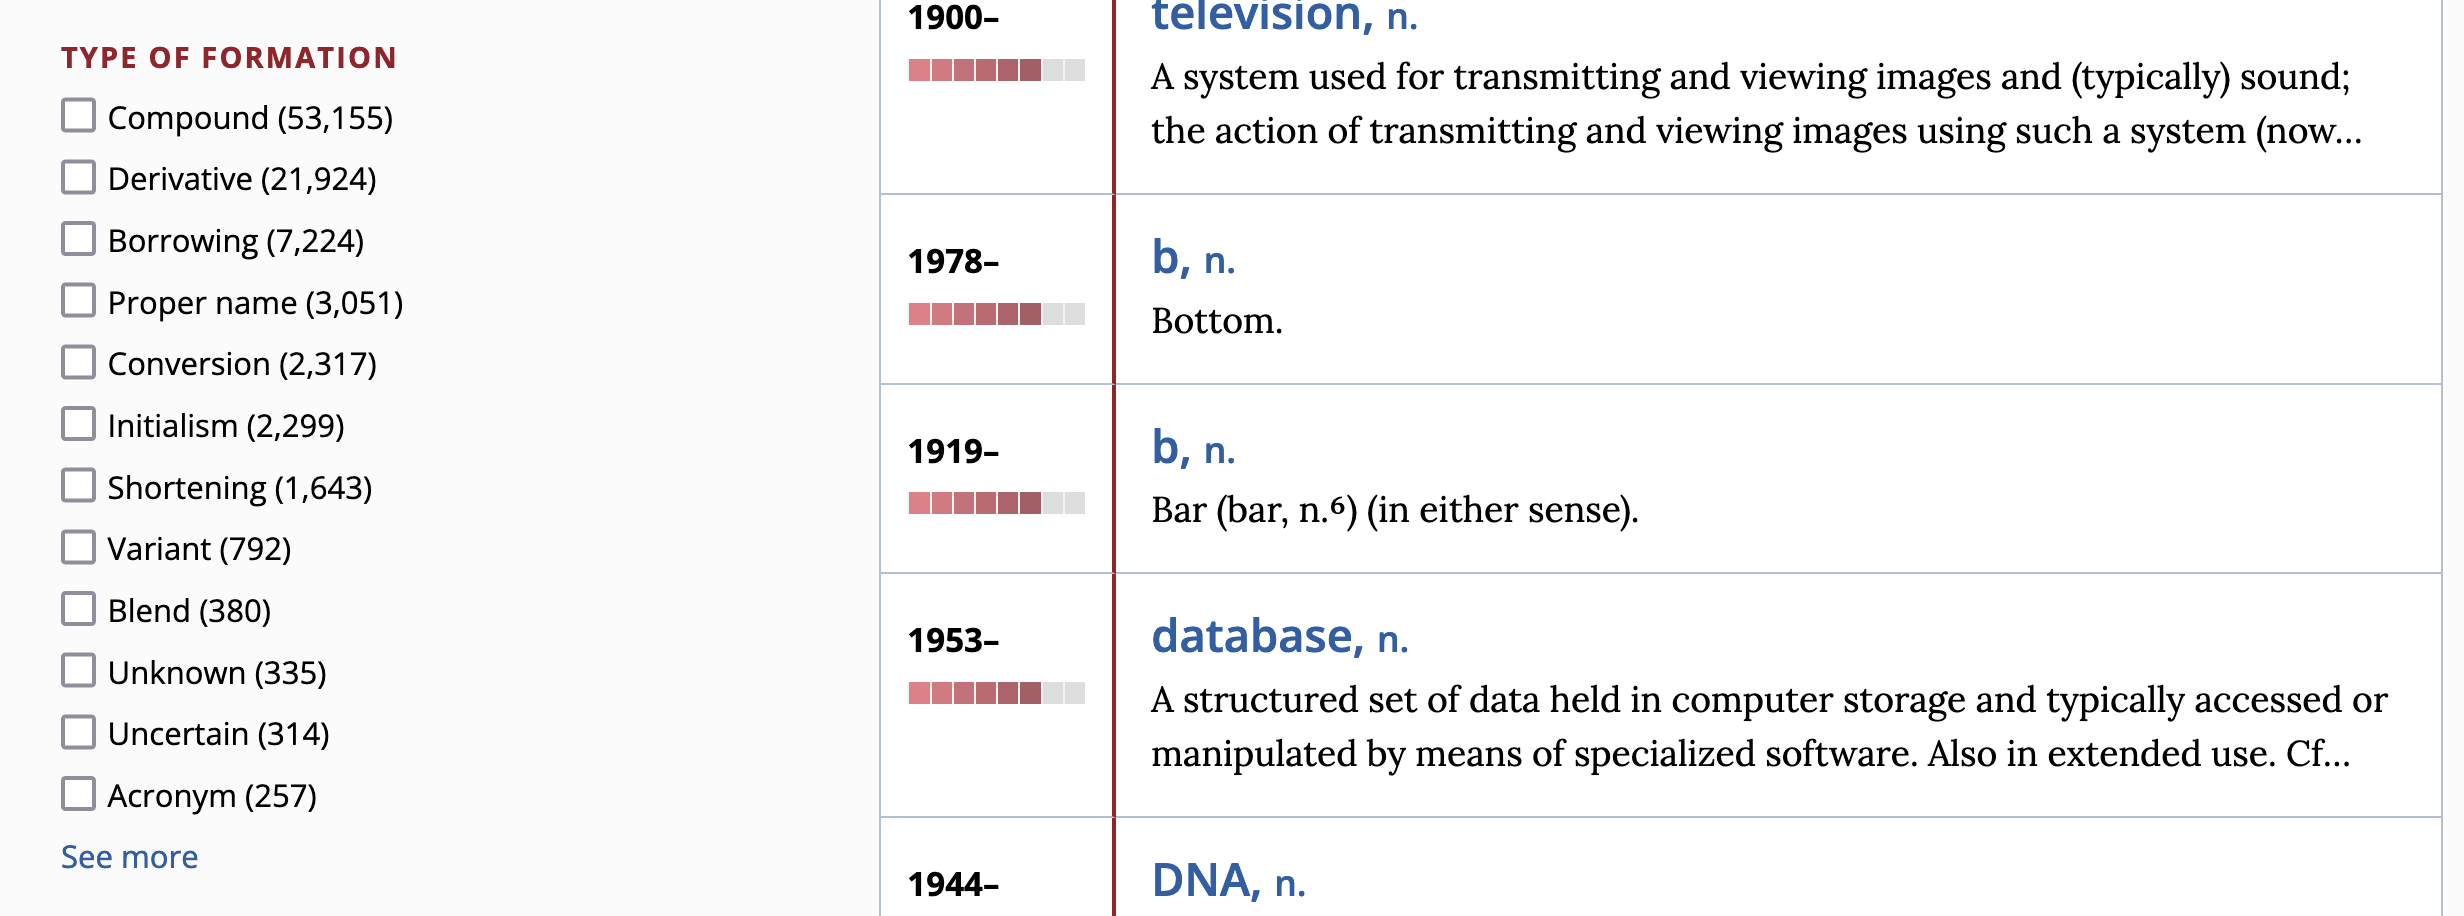 TYPE OF FORMATION
Compound (53,155)
Derivative (21,924)
Borrowing (7,224)
Proper name (3,051)
Conversion (2,317)
Initialism (2,299)
Shortening (1,643)
Variant (792)
Blend (380)
Unknown (335)
Uncertain (314)
Acronym (257)
See more
1900–
television, n.
A system used for transmitting and viewing images and (typically) sound;
the action of transmitting and viewing images using such a system (now...
1978–
b, n.
Bottom.
1919–
b, n.
Bar (bar, n.⁶) (in either sense).
1953–
database, n.
A structured set of data held in computer storage and typically accessed or
manipulated by means of specialized software. Also in extended use. Cf...
1944–
DNA, n.